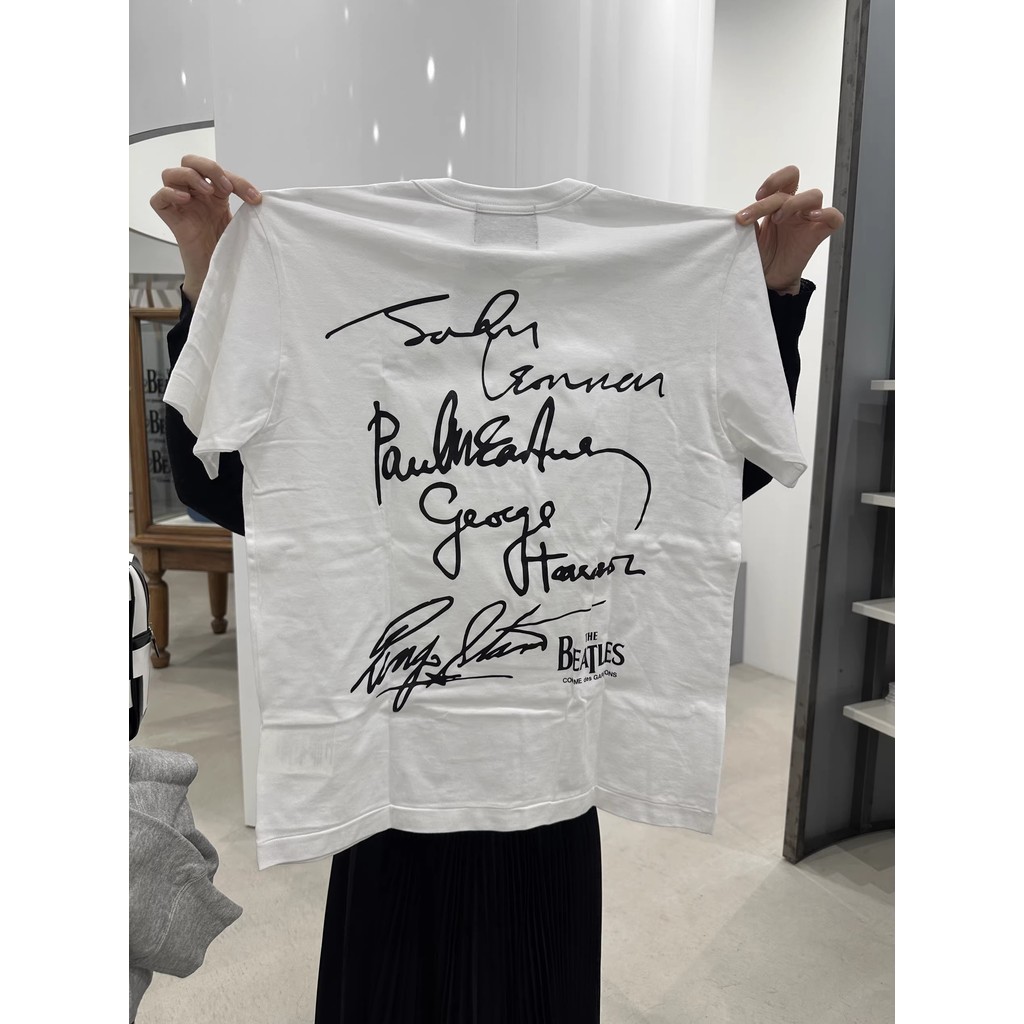 John
Lennon
Paul McCartney
George
Harrison
Ringo Starr
THE
BEATLES
COMME des GARÇONS